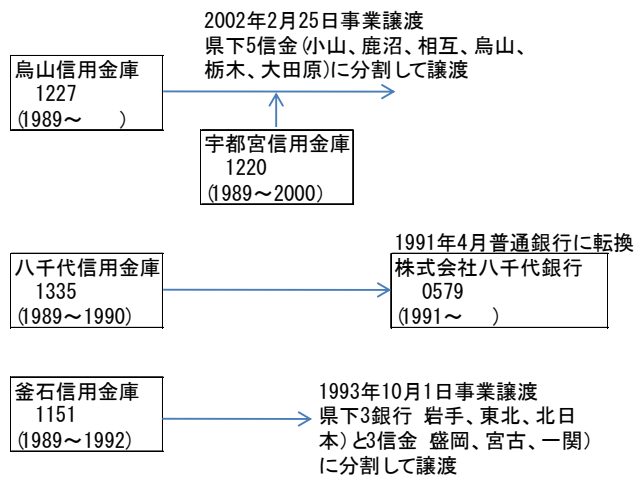 2002年2月25日事業譲渡
県下5信金(小山、鹿沼、相互、烏山、
栃木、大田原)に分割して譲渡
烏山信用金庫
1227
(1989～　　)
宇都宮信用金庫
1220
(1989～2000)
八千代信用金庫
1335
(1989～1990)
1991年4月普通銀行に転換
株式会社八千代銀行
0579
(1991～　　)
釜石信用金庫
1151
(1989～1992)
1993年10月1日事業譲渡
県下3銀行 岩手、東北、北日
本)と3信金 盛岡、宮古、一関)
に分割して譲渡